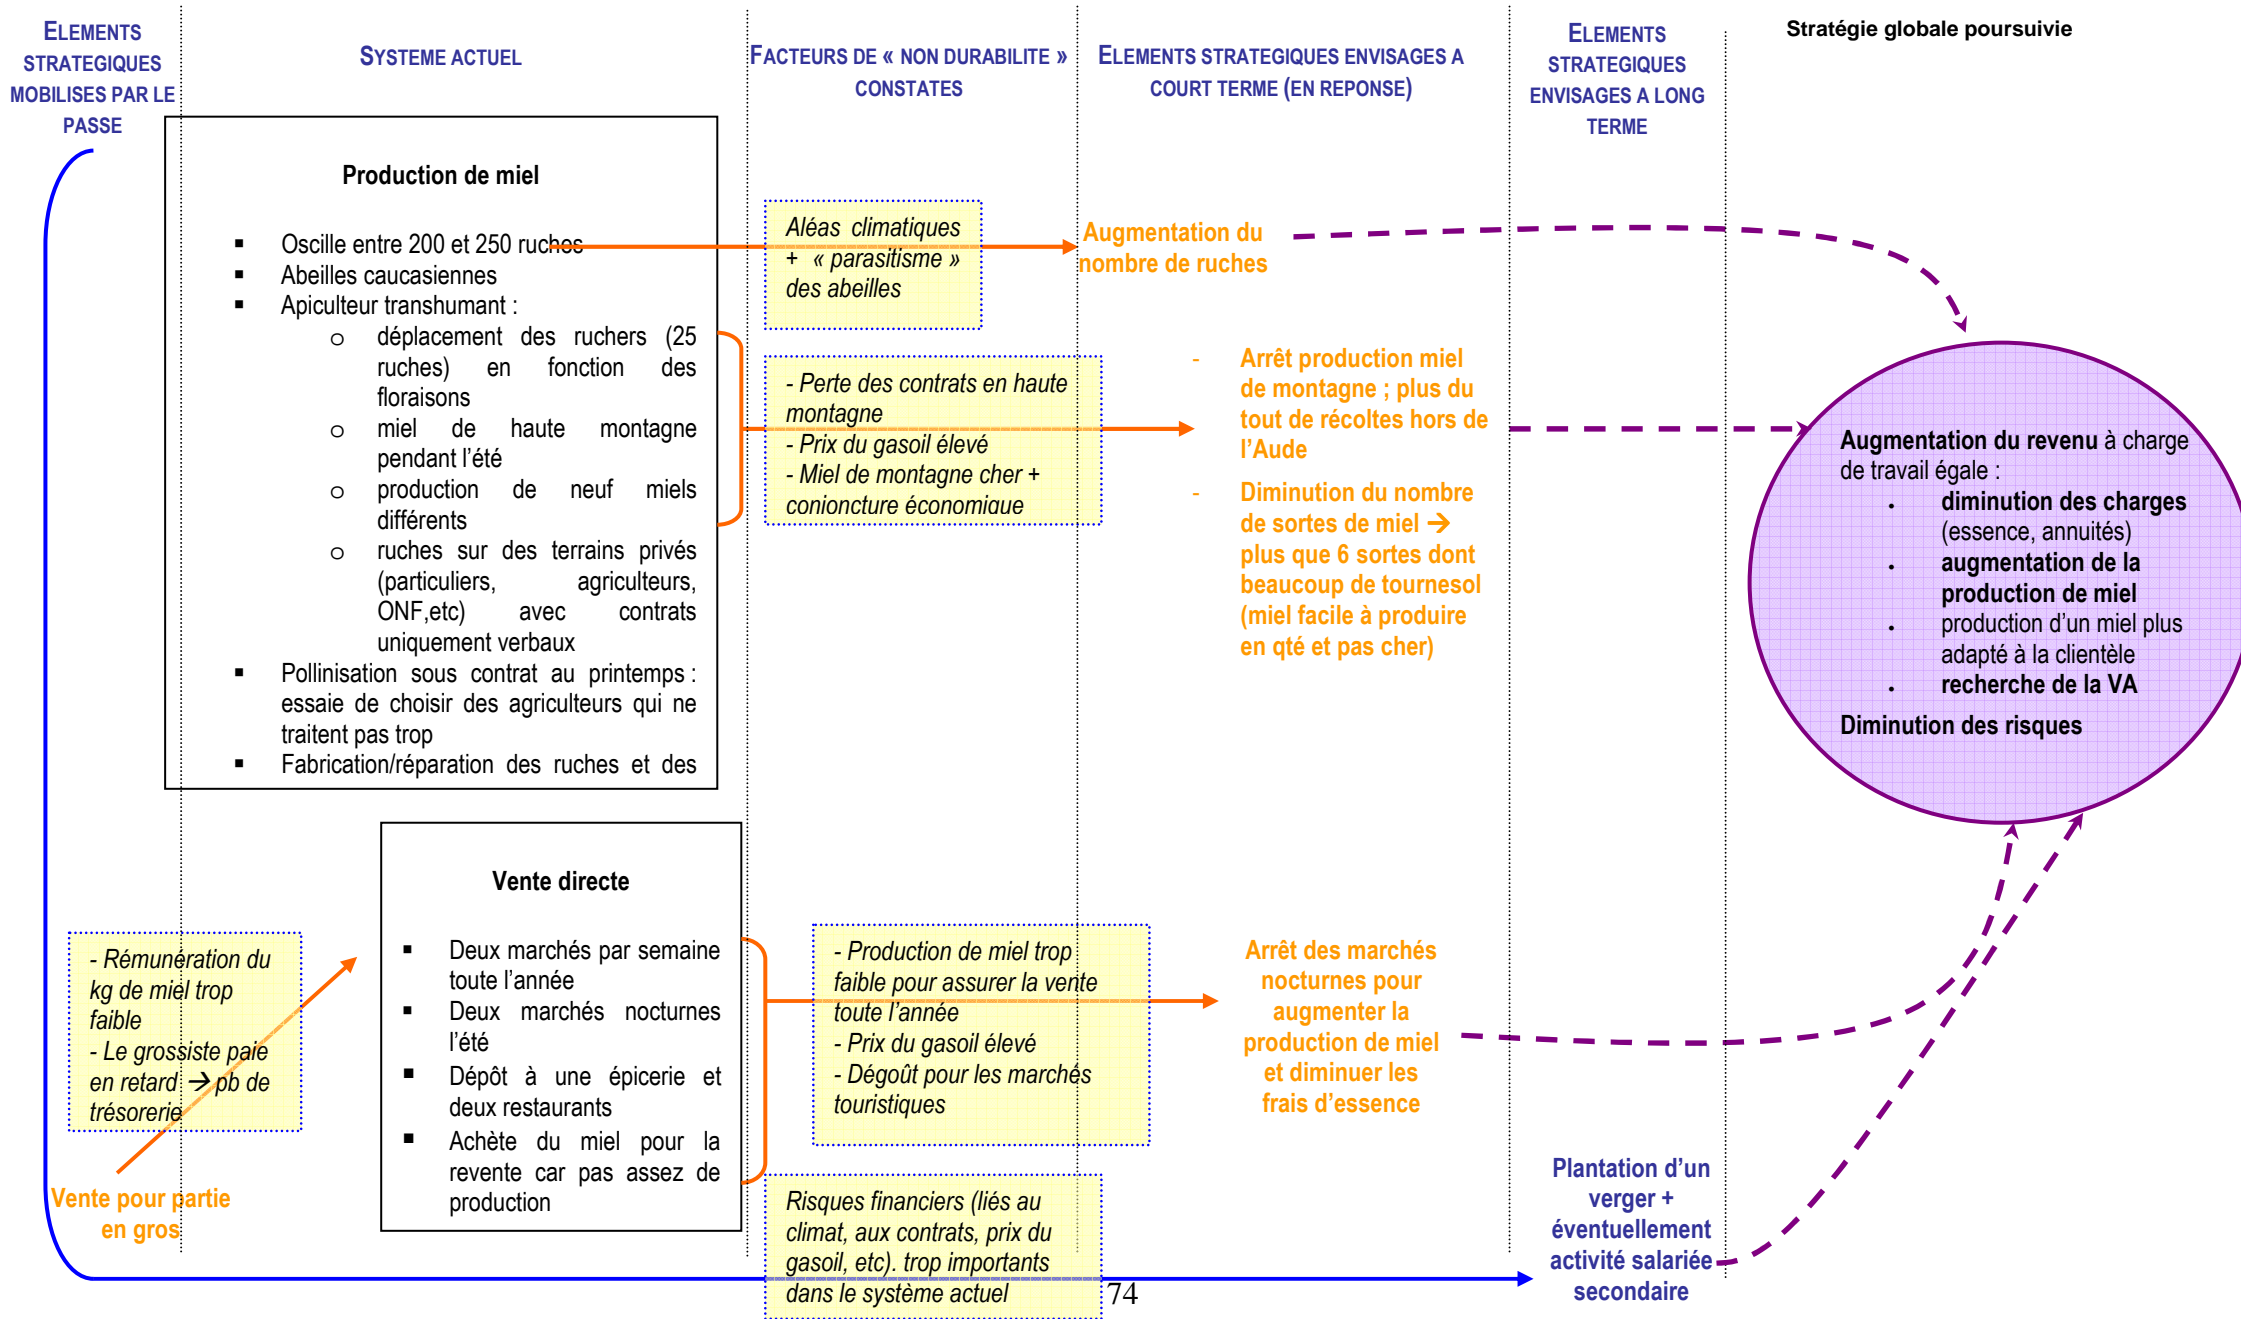 ELEMENTS
STRATEGIQUES
MOBILISES PAR LE
PASSE
SYSTEME ACTUEL
FACTEURS DE « NON DURABILITE »
CONSTATES
ELEMENTS STRATEGIQUES ENVISAGES A
COURT TERME (EN REPONSE)
ELEMENTS
STRATEGIQUES
ENVISAGES A LONG
TERME
Stratégie globale poursuivie
Production de miel
▪ Oscille entre 200 et 250 ruches
▪ Abeilles caucasiennes
▪ Apiculteur transhumant :
o déplacement des ruchers (25
ruches) en fonction des
floraisons
o miel de haute montagne
pendant l’été
o production de neuf miels
différents
o ruches sur des terrains privés
(particuliers, agriculteurs,
ONF,etc) avec contrats
uniquement verbaux
▪ Pollinisation sous contrat au printemps :
essaie de choisir des agriculteurs qui ne
traitent pas trop
▪ Fabrication/réparation des ruches et des
Aléas climatiques
+ « parasitisme »
des abeilles
Augmentation du
nombre de ruches
- Perte des contrats en haute
montagne
- Prix du gasoil élevé
- Miel de montagne cher +
conjoncture économique
- Arrêt production miel
de montagne ; plus du
tout de récoltes hors de
l’Aude
- Diminution du nombre
de sortes de miel →
plus que 6 sortes dont
beaucoup de tournesol
(miel facile à produire
en qté et pas cher)
Augmentation du revenu à charge
de travail égale :
• diminution des charges
(essence, annuités)
• augmentation de la
production de miel
• production d’un miel plus
adapté à la clientèle
• recherche de la VA
Diminution des risques
- Rémunération du
kg de miel trop
faible
- Le grossiste paie
en retard → pb de
trésorerie
Vente pour partie
en gros
Vente directe
▪ Deux marchés par semaine
toute l’année
▪ Deux marchés nocturnes
l’été
▪ Dépôt à une épicerie et
deux restaurants
▪ Achète du miel pour la
revente car pas assez de
production
- Production de miel trop
faible pour assurer la vente
toute l’année
- Prix du gasoil élevé
- Dégoût pour les marchés
touristiques
Arrêt des marchés
nocturnes pour
augmenter la
production de miel
et diminuer les
frais d’essence
Risques financiers (liés au
climat, aux contrats, prix du
gasoil, etc). trop importants
dans le système actuel
Plantation d’un
verger +
éventuellement
activité salariée
secondaire
74